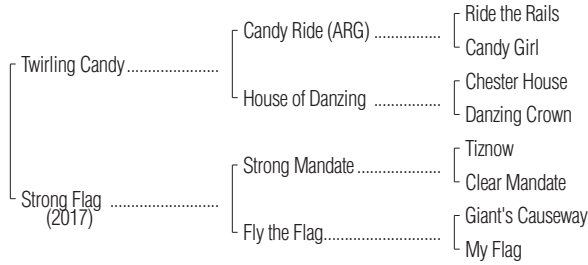 Ride the Rails
Candy Ride (ARG)
Candy Girl
Twirling Candy
Chester House
House of Danzing
Danzing Crown
Tiznow
Strong Mandate
Clear Mandate
Strong Flag
(2017)
Giant's Causeway
Fly the Flag
My Flag